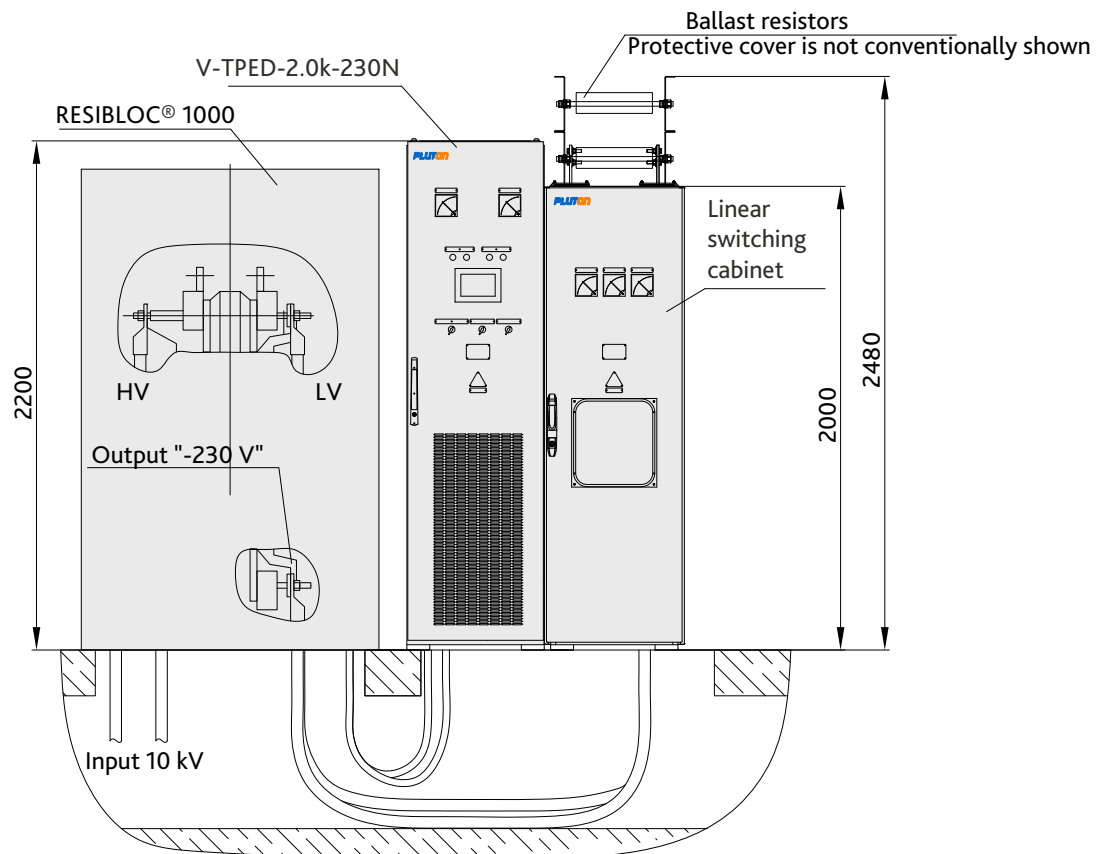 Ballast resistors
Protective cover is not conventionally shown
V-TPED-2.0k-230N
RESIBLOC® 1000
PLUTON
PLUTON
Linear
switching
cabinet
2200
2480
2000
HV
LV
Output "-230 V"
Input 10 kV